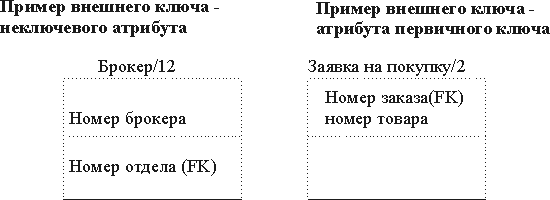 Пример внешнего ключа -
неключевого атрибута
Брокер/12
Номер брокера
Номер отдела (FK)
Пример внешнего ключа -
атрибута первичного ключа
Заявка на покупку/2
Номер заказа(FK)
номер товара